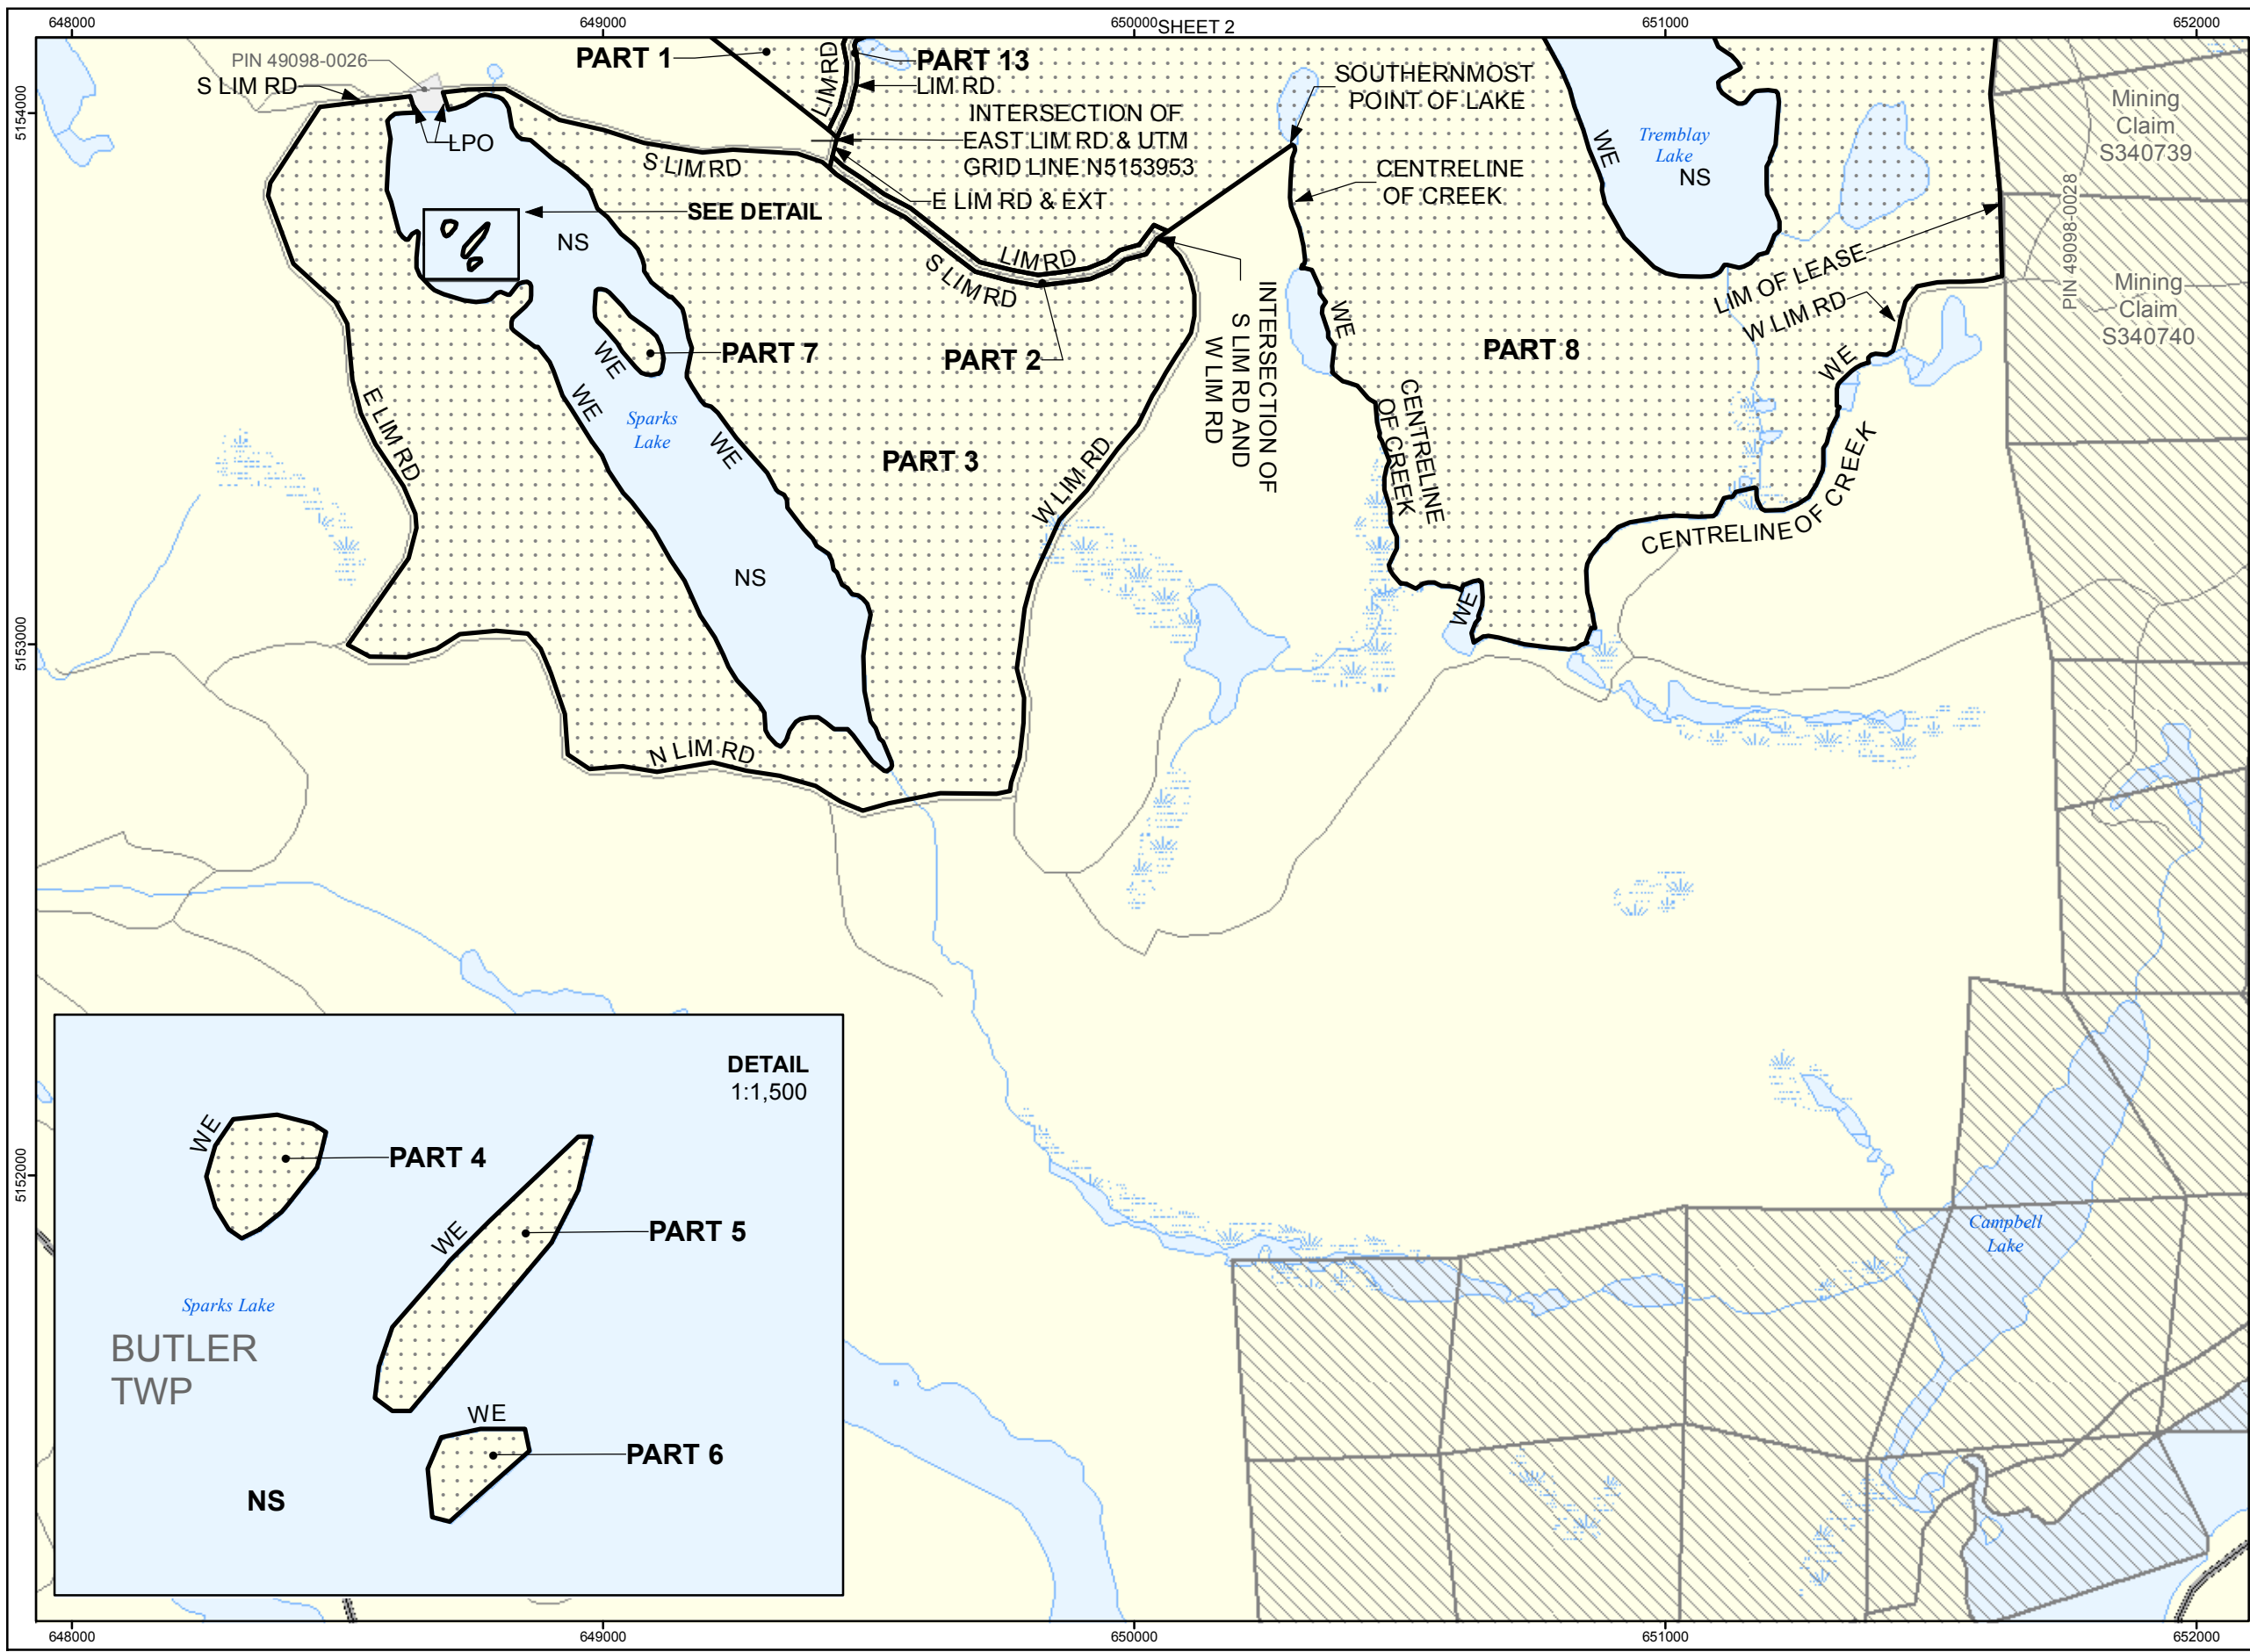 648000
649000
650000
SHEET 2
651000
652000
PIN 49098-0026
S LIM RD
PART 1
LIM RD
PART 13
LIM RD
INTERSECTION OF
EAST LIM RD & UTM
GRID LINE N5153953
E LIM RD & EXT
SOUTHERNMOST
POINT OF LAKE
CENTRELINE
OF CREEK
WE
Tremblay
Lake
NS
Mining
Claim
S340739
5154000
LPO
S LIM RD
SEE DETAIL
NS
LIM RD
S LIM RD
PIN 49098-0028
LIM OF LEASE
W LIM RD
Mining
Claim
S340740
INTERSECTION OF
S LIM RD AND
W LIM RD
WE
PART 7
WE
PART 2
PART 8
WE
E LIM RD
WE
Sparks
Lake
WE
PART 3
W LIM RD
CENTRELINE
OF CREEK
CENTRELINE OF CREEK
NS
WE
5153000
N LIM RD
DETAIL
1:1,500
WE
PART 4
5152000
WE
PART 5
Campbell
Lake
Sparks Lake
BUTLER
TWP
WE
PART 6
NS
648000
649000
650000
651000
652000